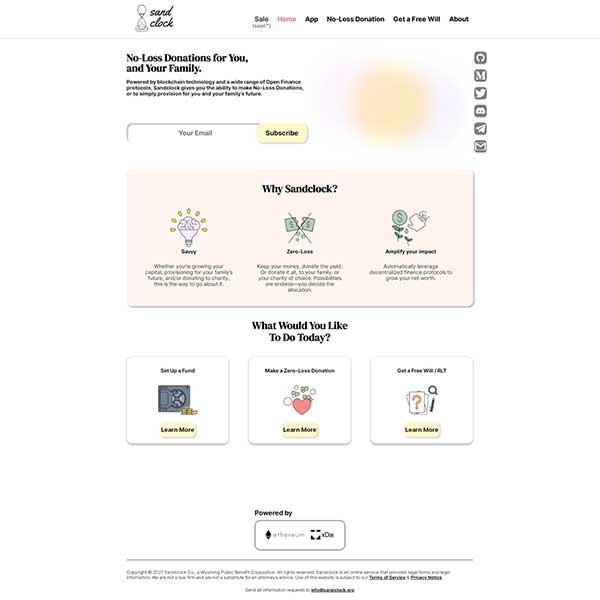 sand
clock
Sale
(soon™)
Home
App
No-Loss Donation
Get a Free Will
About
No-Loss Donations for You,
and Your Family.
Powered by blockchain technology and a wide range of Open Finance
protocols, Sandclock gives you the ability to make No-Loss Donations,
or to simply provision for you and your family's future.
Your Email
Subscribe
Why Sandclock?
Savvy
Whether you're growing your
capital, provisioning for your family's
future, and/or donating to charity,
this is the way to go about it.
Zero-Loss
Keep your money, donate the yield;
Or donate it all, to your family, or
your charity of choice. Possibilities
are endless—you decide the
allocation.
Amplify your impact
Automatically leverage
decentralized finance protocols to
grow your net worth.
What Would You Like
To Do Today?
Set Up a Fund
Learn More
Make a Zero-Loss Donation
Learn More
Get a Free Will / RLT
Learn More
Powered by
ethereum
xDai
Copyright © 2021 Sandclock Co., a Wyoming Public Benefit Corporation. All rights reserved. Sandclock is an online service that provides legal forms and legal
information. We are not a law firm and are not a substitute for an attorney's advice. Use of this website is subject to our Terms of Service & Privacy Notice.
Send all information requests to info@sandclock.org